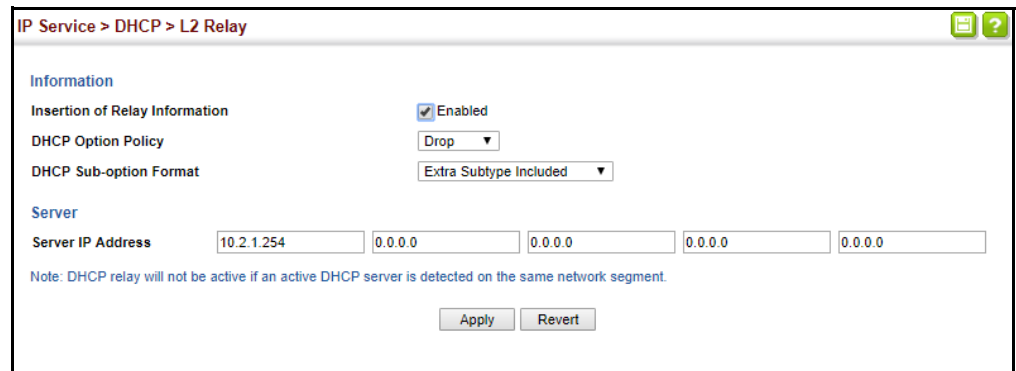 IP Service > DHCP > L2 Relay
?
Information
Insertion of Relay Information Enabled
DHCP Option Policy Drop
DHCP Sub-option Format Extra Subtype Included
Server
Server IP Address 10.2.1.254 0.0.0.0 0.0.0.0 0.0.0.0 0.0.0.0
Note: DHCP relay will not be active if an active DHCP server is detected on the same network segment.
Apply Revert